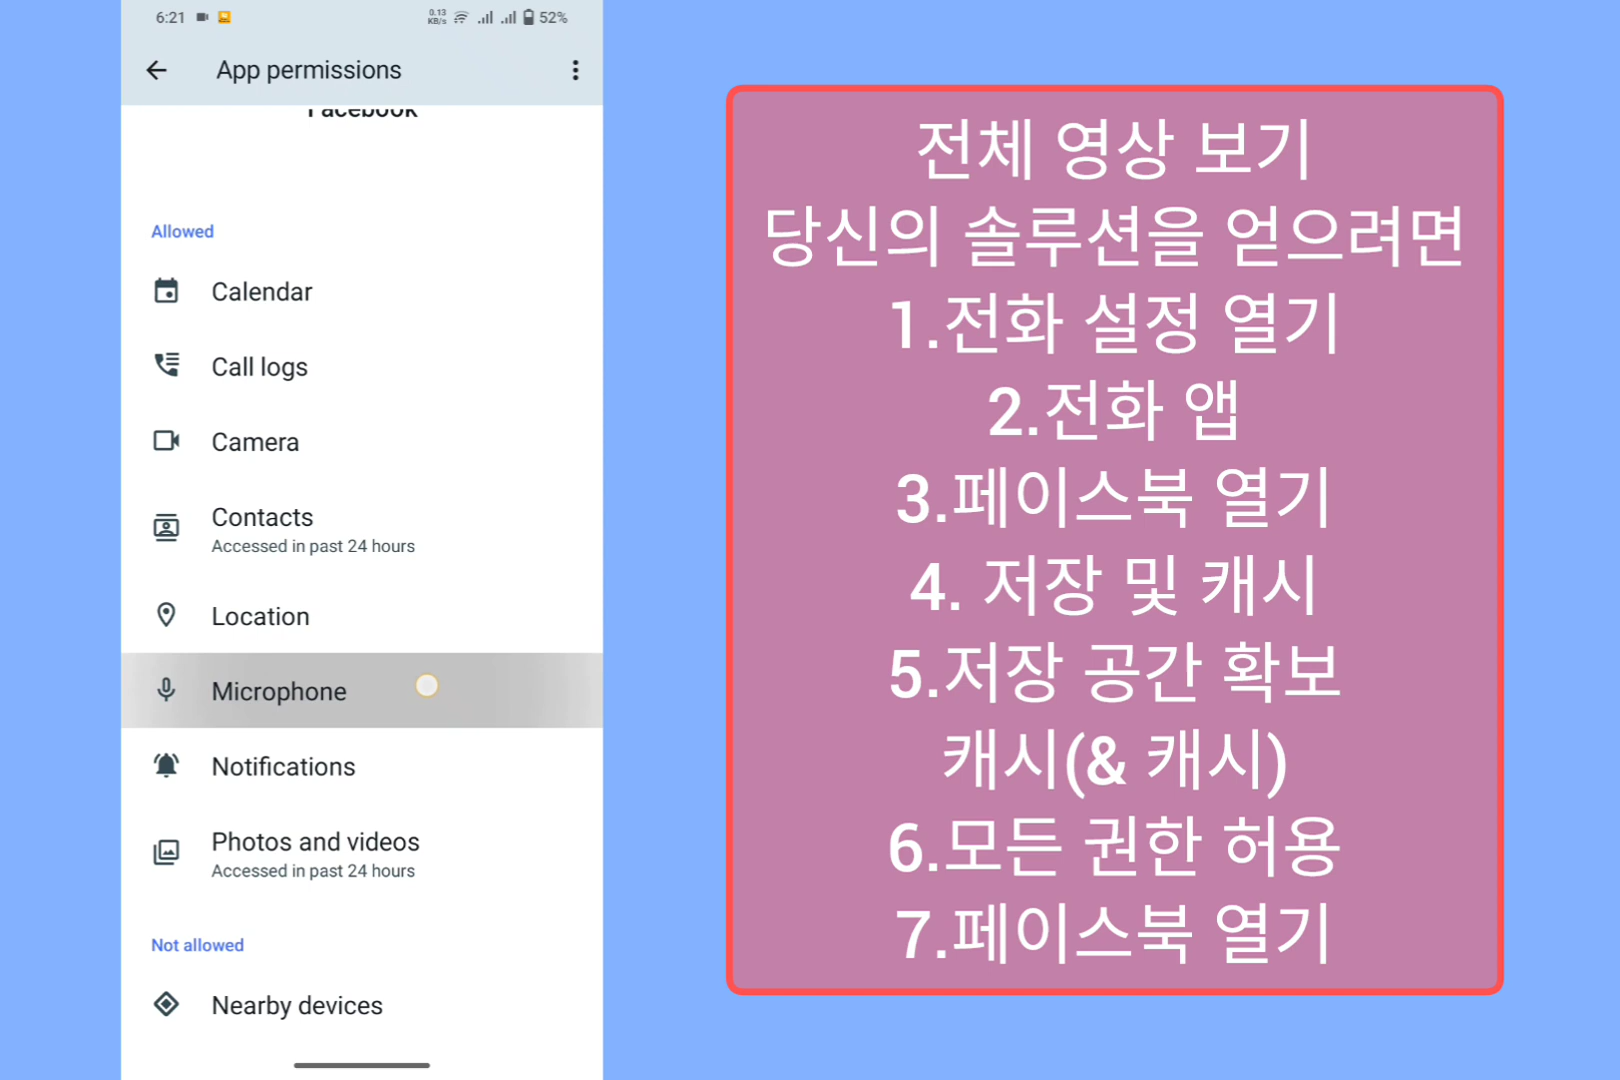 6:21
0.13 KB/s
52%
App permissions
Facebook
Allowed
Calendar
Call logs
Camera
Contacts
Accessed in past 24 hours
Location
Microphone
Notifications
Photos and videos
Accessed in past 24 hours
Not allowed
Nearby devices
전체 영상 보기
당신의 솔루션을 얻으려면
1.전화 설정 열기
2.전화 앱
3.페이스북 열기
4. 저장 및 캐시
5.저장 공간 확보
캐시(& 캐시)
6.모든 권한 허용
7.페이스북 열기